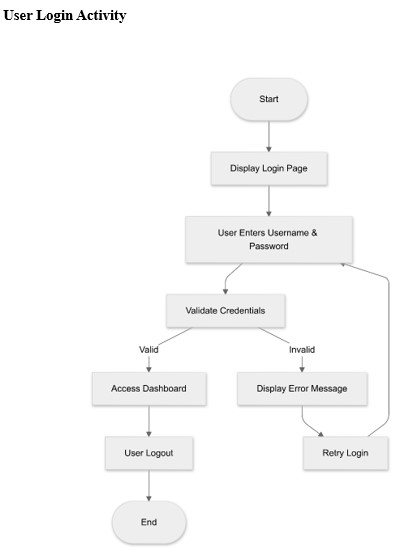 User Login Activity
Start
Display Login Page
User Enters Username &
Password
Validate Credentials
Valid
Invalid
Access Dashboard
Display Error Message
User Logout
Retry Login
End